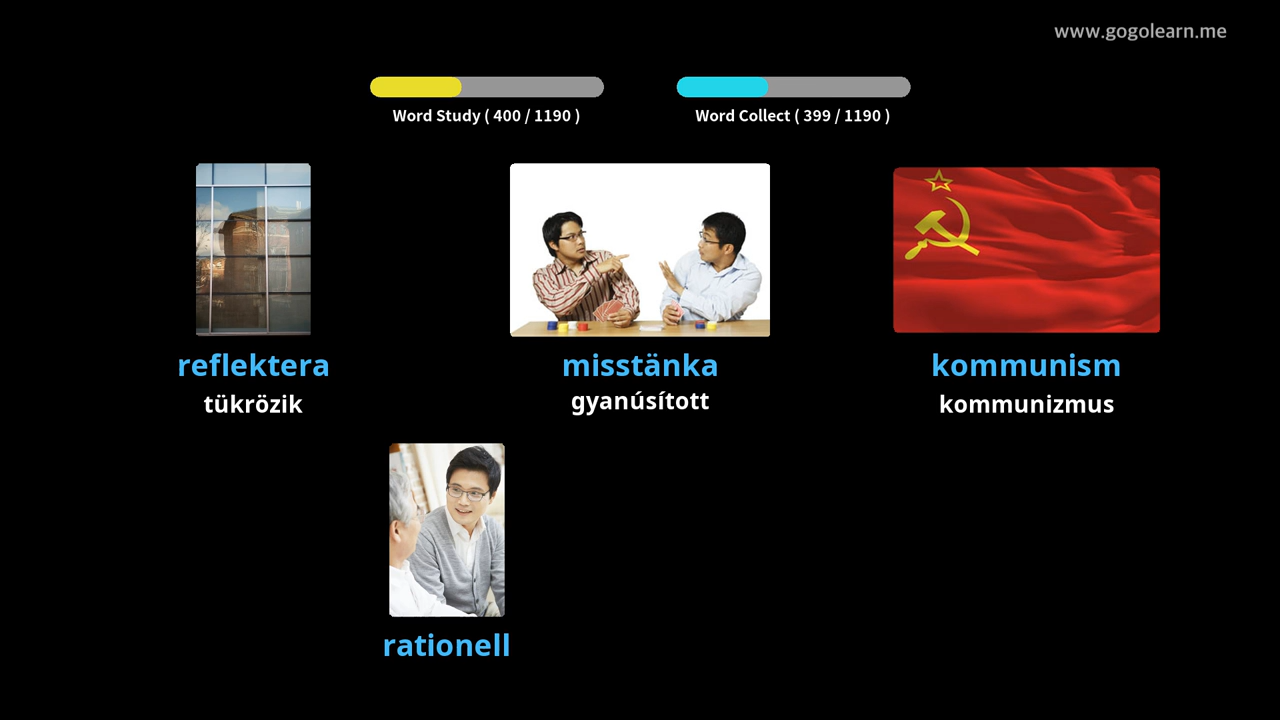 www.gogolearn.me
Word Study ( 400 / 1190 )
Word Collect ( 399 / 1190 )
reflektera
tükrözik
misstänka
gyanúsított
kommunism
kommunizmus
rationell